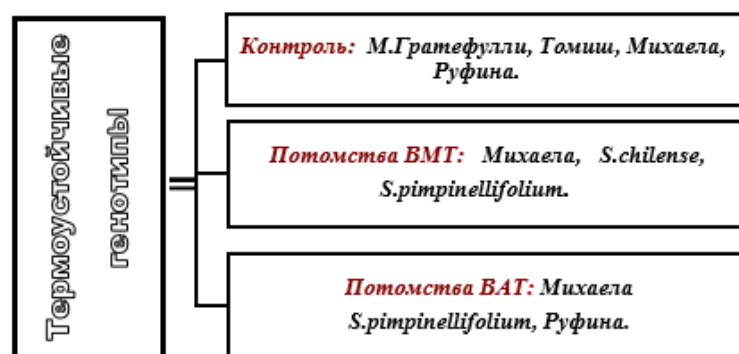 Термоустойчивые
генотипы
Контроль: М.Гратефулли, Томиш, Михаела,
Руфина.
Потомства ВМТ: Михаела, S.chilense,
S.pimpinellifolium.
Потомства ВАТ: Михаела
S.pimpinellifolium, Руфина.